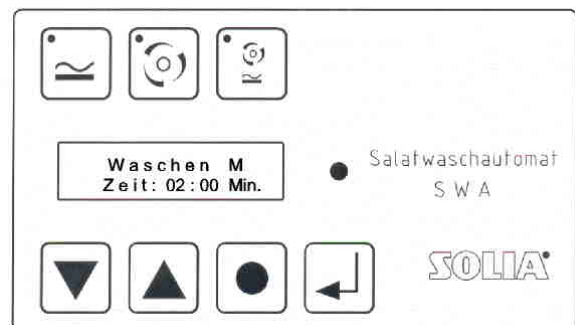 Waschen M
Zeit: 02:00 Min.
Salatwaschautomat
SWA
SOLIA